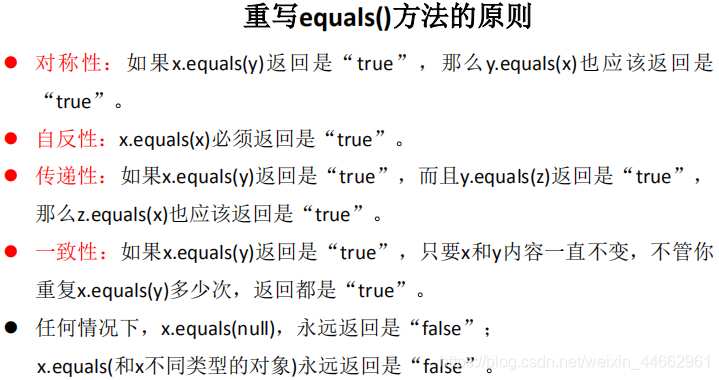 重写equals()方法的原则
● 对称性：如果x.equals(y)返回是“true”，那么y.equals(x)也应该返回是
“true”。
● 自反性：x.equals(x)必须返回是“true”。
● 传递性：如果x.equals(y)返回是“true”，而且y.equals(z)返回是“true”，
那么z.equals(x)也应该返回是“true”。
● 一致性：如果x.equals(y)返回是“true”，只要x和y内容一直不变，不管你
重复x.equals(y)多少次，返回都是“true”。
● 任何情况下，x.equals(null)，永远返回是“false”；
x.equals(和x不同类型的对象)永远返回是“false”。
https://blog.csdn.net/weixin_44662961